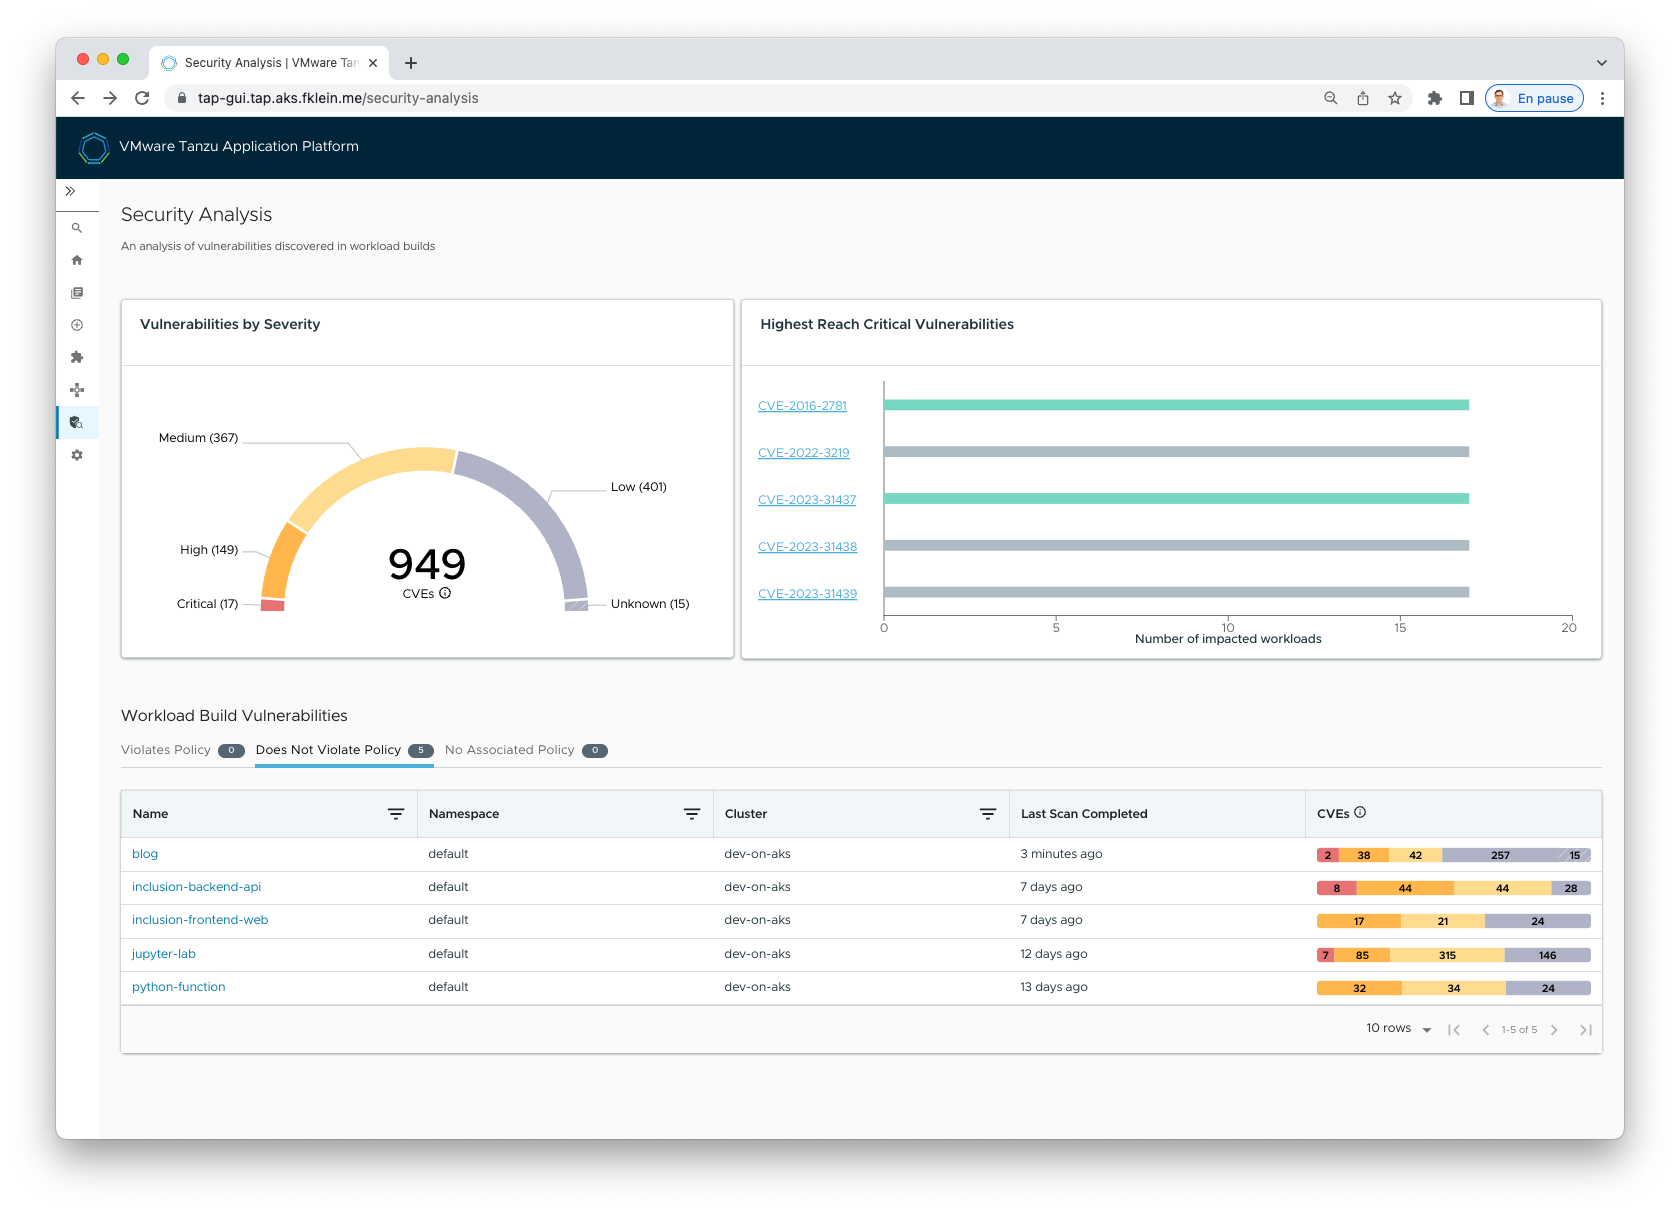 Security Analysis | VMware Tan
tap-gui.tap.aks.fklein.me/security-analysis
En pause
VMware Tanzu Application Platform
Security Analysis
An analysis of vulnerabilities discovered in workload builds
Vulnerabilities by Severity
Medium (367)
Low (401)
High (149)
949
CVEs
Critical (17)
Unknown (15)
Highest Reach Critical Vulnerabilities
CVE-2016-2781
CVE-2022-3219
CVE-2023-31437
CVE-2023-31438
CVE-2023-31439
0 5 10 15 20
Number of impacted workloads
Workload Build Vulnerabilities
Violates Policy 0 Does Not Violate Policy 5 No Associated Policy 0
Name Namespace Cluster Last Scan Completed CVEs
blog default dev-on-aks 3 minutes ago 2 38 42 257 15
inclusion-backend-api default dev-on-aks 7 days ago 8 44 44 28
inclusion-frontend-web default dev-on-aks 7 days ago 17 21 24
jupyter-lab default dev-on-aks 12 days ago 7 85 315 146
python-function default dev-on-aks 13 days ago 32 34 24
10 rows 1-5 of 5